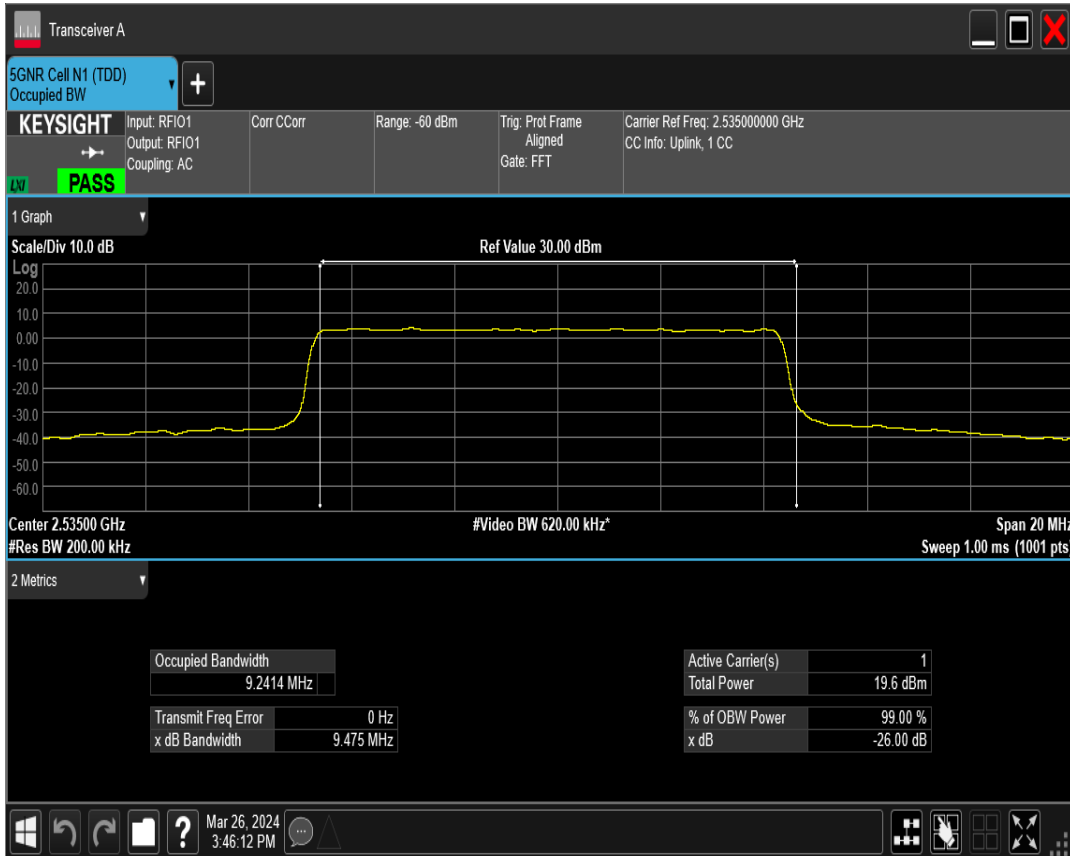 Transceiver A
5GNR Cell N1 (TDD)
Occupied BW
+
KEYSIGHT
LXI
PASS
Input: RFIO1
Output: RFIO1
Coupling: AC
Corr CCorr
Range: -60 dBm
Trig: Prot Frame
Aligned
Gate: FFT
Carrier Ref Freq: 2.535000000 GHz
CC Info: Uplink, 1 CC
1 Graph
Scale/Div 10.0 dB
Ref Value 30.00 dBm
Log
20.0
10.0
0.00
-10.0
-20.0
-30.0
-40.0
-50.0
-60.0
Center 2.53500 GHz
#Video BW 620.00 kHz*
Span 20 MHz
#Res BW 200.00 kHz
Sweep 1.00 ms (1001 pts)
2 Metrics
Occupied Bandwidth
9.2414 MHz
Transmit Freq Error 0 Hz
x dB Bandwidth 9.475 MHz
Active Carrier(s) 1
Total Power 19.6 dBm
% of OBW Power 99.00 %
x dB -26.00 dB
?
Mar 26, 2024
3:46:12 PM